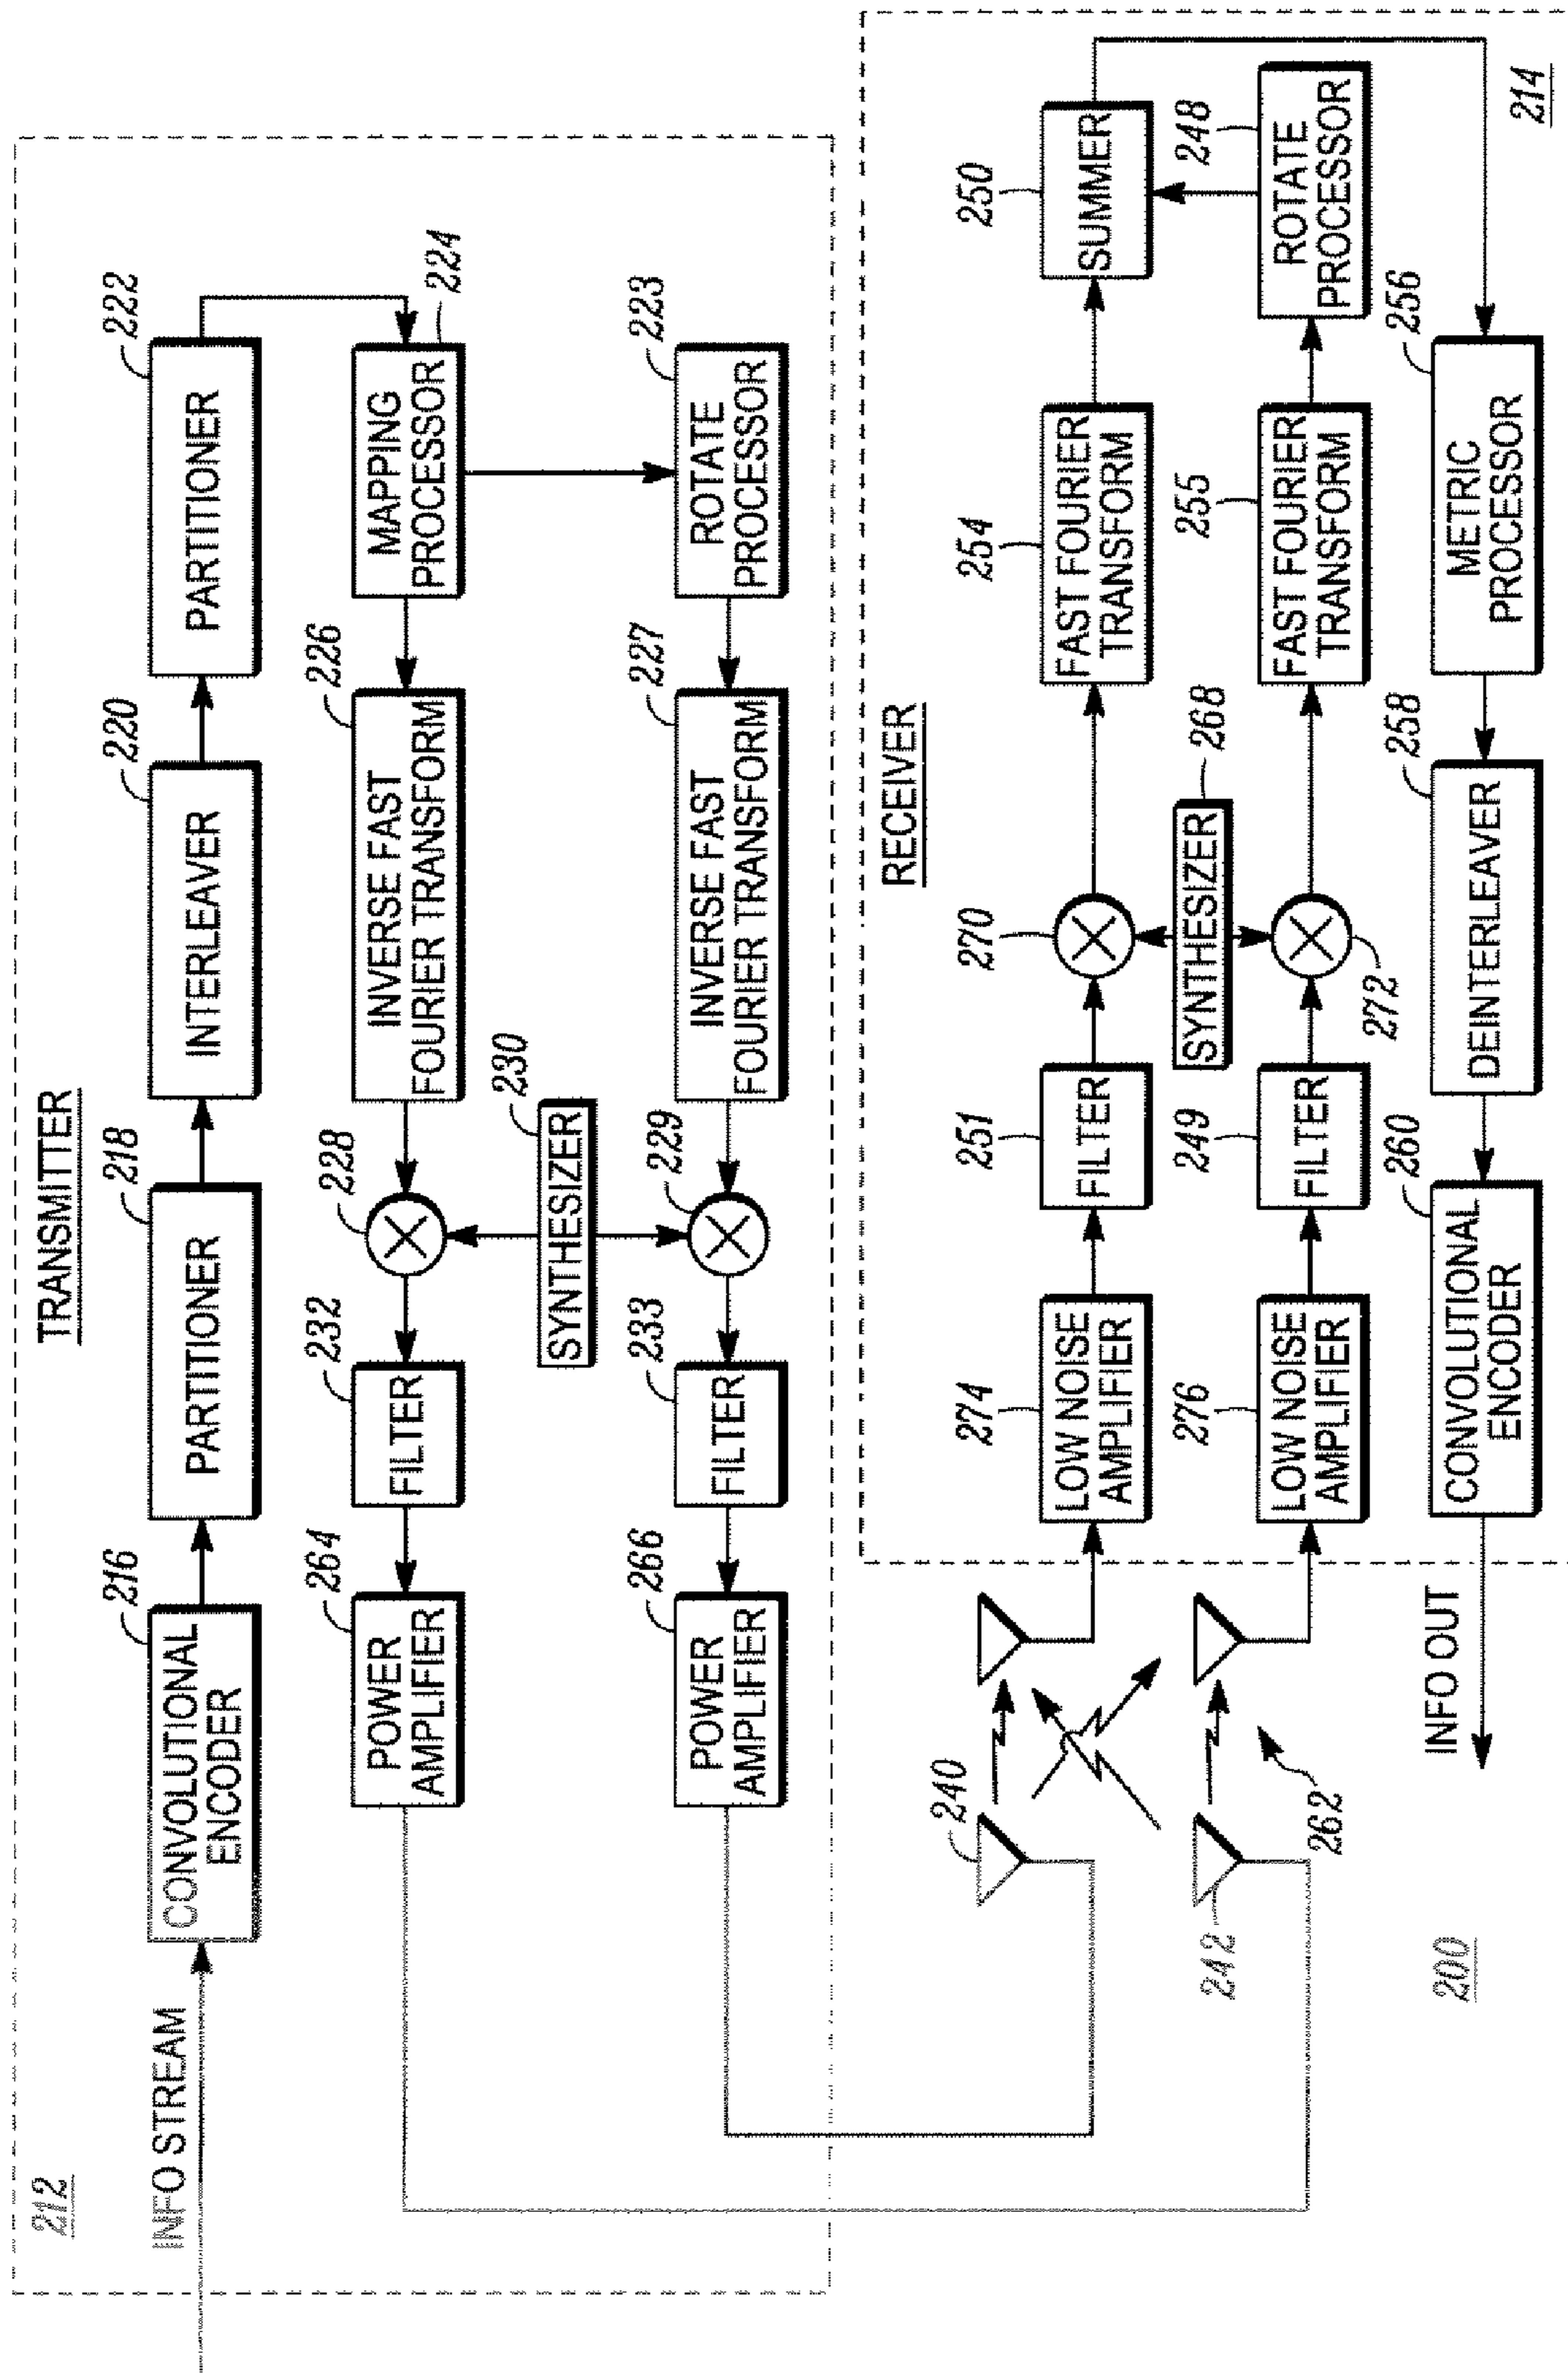 212
TRANSMITTER
INFO STREAM
216
CONVOLUTIONAL
ENCODER
218
PARTITIONER
220
INTERLEAVER
222
PARTITIONER
264
POWER
AMPLIFIER
232
FILTER
228
226
INVERSE FAST
FOURIER TRANSFORM
MAPPING
PROCESSOR
224
230
SYNTHESIZER
266
POWER
AMPLIFIER
233
FILTER
229
227
INVERSE FAST
FOURIER TRANSFORM
223
ROTATE
PROCESSOR
RECEIVER
240
274
LOW NOISE
AMPLIFIER
251
FILTER
270
254
FAST FOURIER
TRANSFORM
250
SUMMER
SYNTHESIZER
268
242
262
276
LOW NOISE
AMPLIFIER
249
FILTER
272
255
FAST FOURIER
TRANSFORM
248
ROTATE
PROCESSOR
200
INFO OUT
260
CONVOLUTIONAL
ENCODER
258
DEINTERLEAVER
256
METRIC
PROCESSOR
214